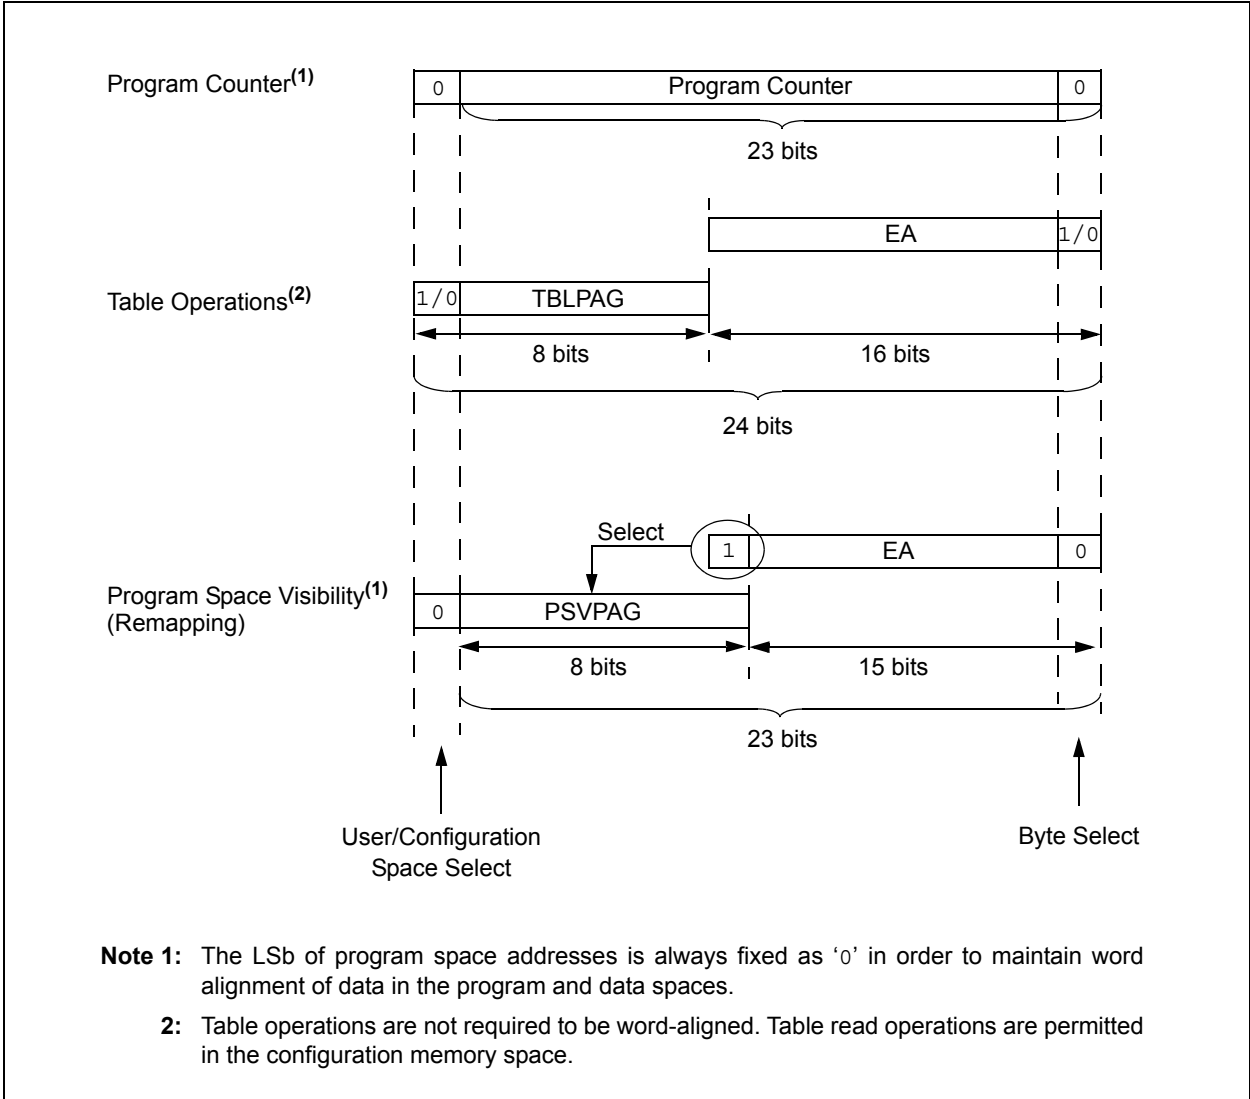 Program Counter(1)
0
Program Counter
0
23 bits
EA
1/0
Table Operations(2)
1/0
TBLPAG
8 bits
16 bits
24 bits
Select
1
EA
0
Program Space Visibility(1)
(Remapping)
0
PSVPAG
8 bits
15 bits
23 bits
User/Configuration
Space Select
Byte Select
Note 1: The LSb of program space addresses is always fixed as ‘0’ in order to maintain word
alignment of data in the program and data spaces.
2: Table operations are not required to be word-aligned. Table read operations are permitted
in the configuration memory space.